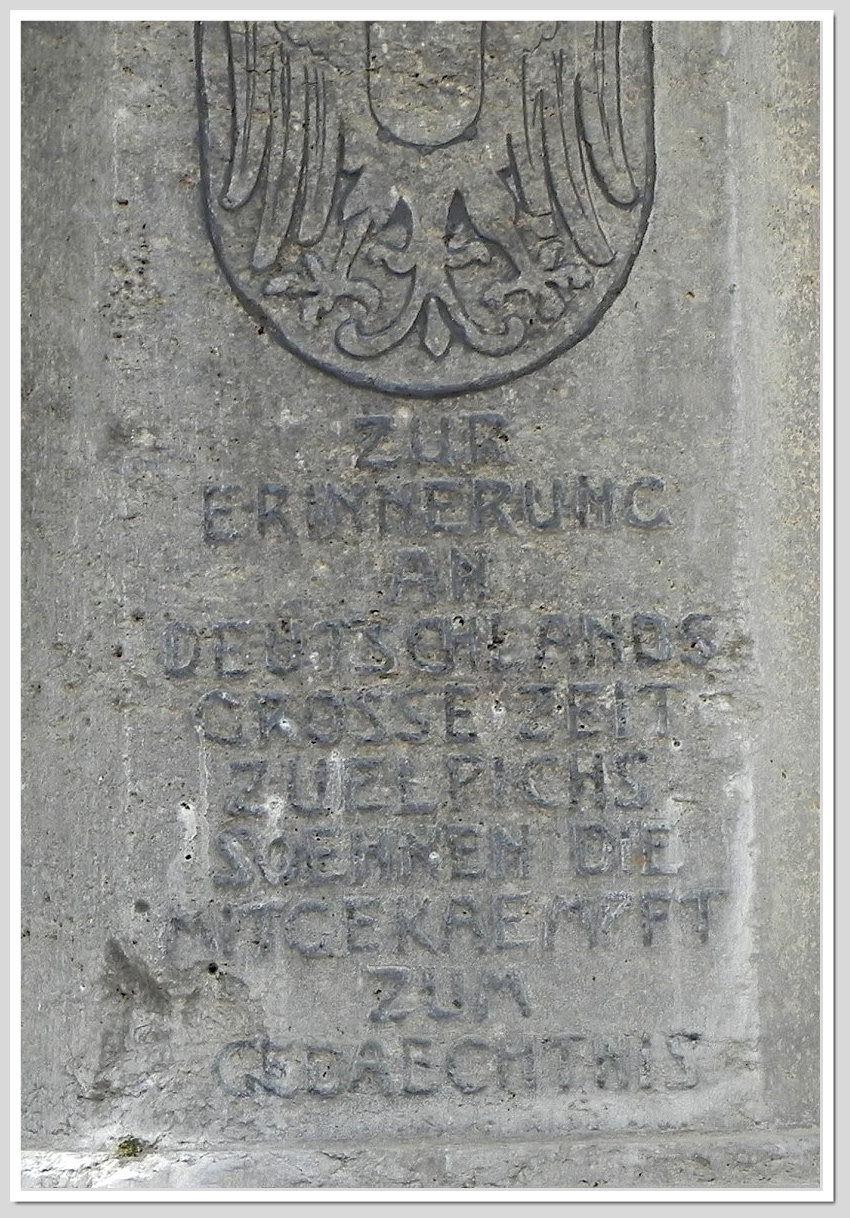 ZUR
ERINNERUNG
AN
DEUTSCHLANDS
GROSSE ZEIT
ZUELPICHS
SOEHNEN DIE
MITGEKAEMPFT
ZUM
GEDAECHTNIS